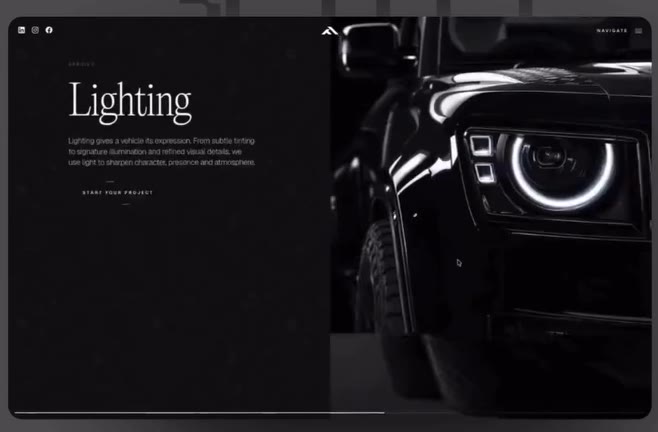 NAVIGATE
Lighting
Lighting gives a vehicle its expression. From subtle tinting
to signature illumination and refined visual details, we
use light to sharpen character, presence and atmosphere.
START YOUR PROJECT